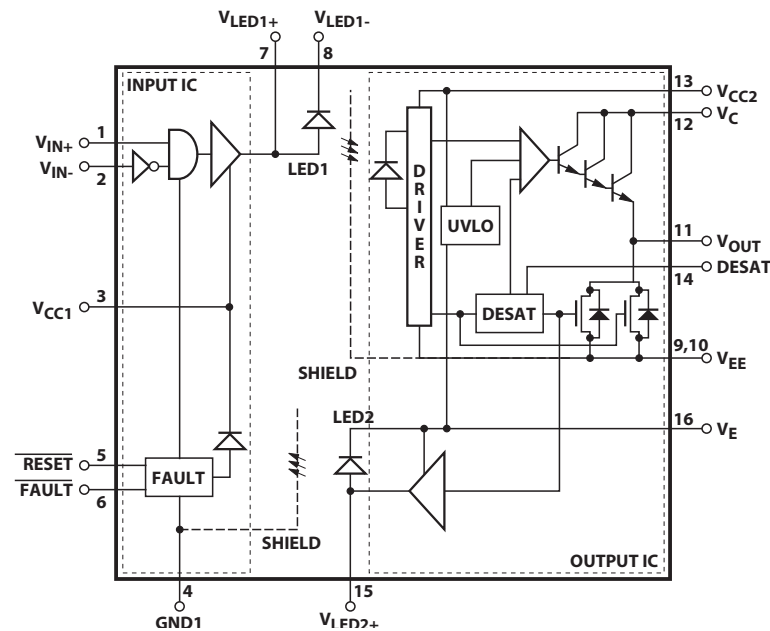 VLED1+
VLED1-
7
8
INPUT IC
13
VCC2
VC
12
1
VIN+
VIN-
2
LED1
DRIVER
UVLO
11
VOUT
DESAT
14
3
VCC1
DESAT
9,10
VEE
SHIELD
LED2
16
VE
RESET
5
FAULT
FAULT
6
SHIELD
OUTPUT IC
4
15
GND1
VLED2+